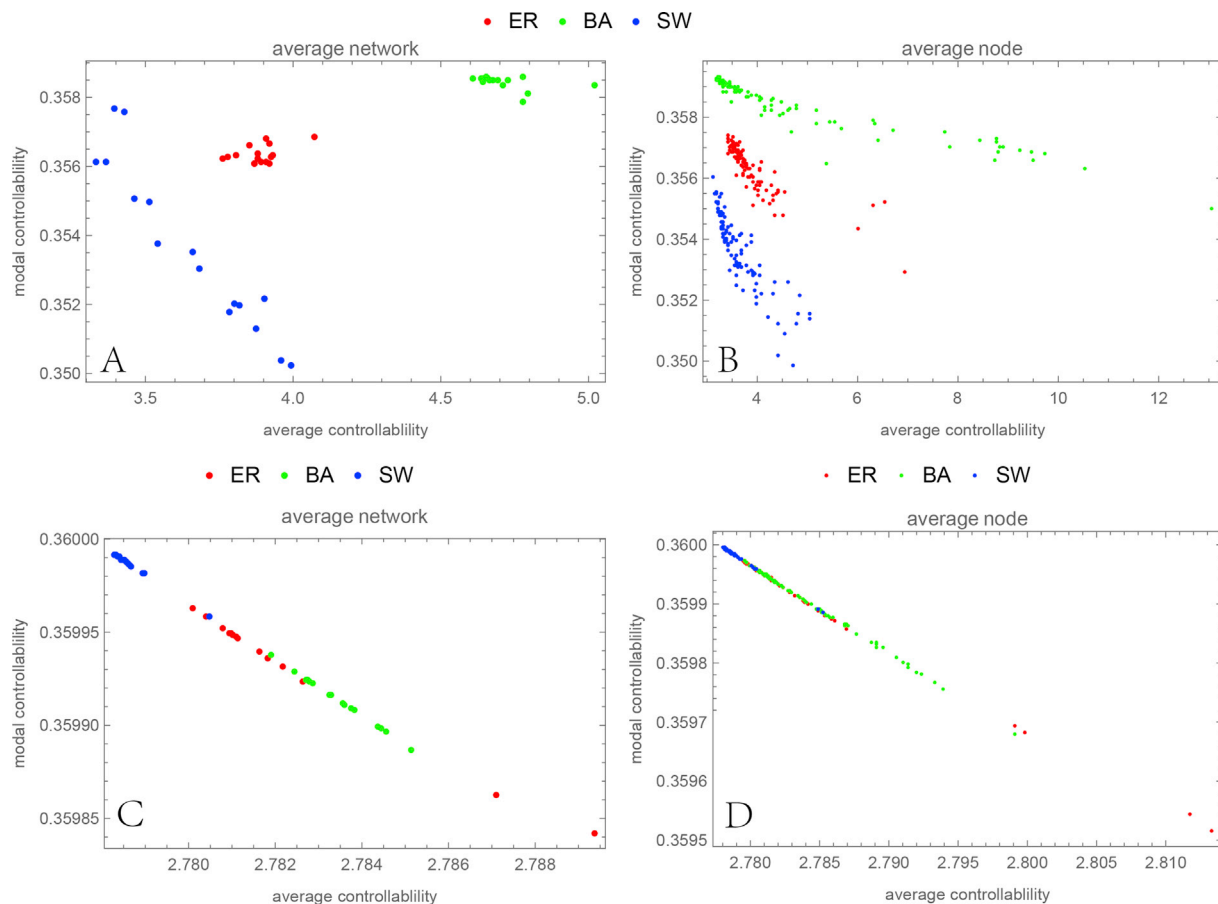 ER BA SW
average network
average node
modal controllablility
0.358
0.356
0.354
0.352
0.350
A
3.5 4.0 4.5 5.0
average controllablility
modal controllablility
0.358
0.356
0.354
0.352
0.350
B
4 6 8 10 12
average controllablility
ER BA SW
average network
modal controllablility
0.360000
0.359995
0.359990
0.359985
C
2.780 2.782 2.784 2.786 2.788
average controllablility
ER BA SW
average node
modal controllablility
0.3600
0.3599
0.3598
0.3597
0.3596
0.3595
D
2.780 2.785 2.790 2.795 2.800 2.805 2.810
average controllablility